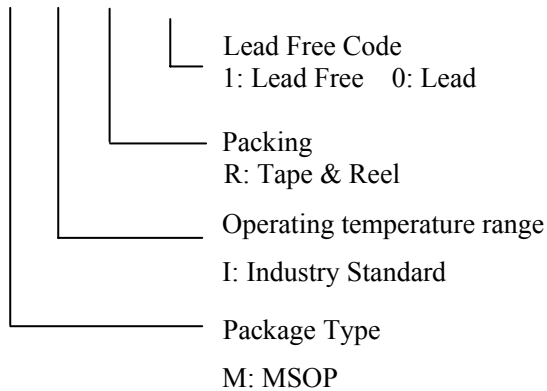 Lead Free Code
1: Lead Free 0: Lead
Packing
R: Tape & Reel
Operating temperature range
I: Industry Standard
Package Type
M: MSOP